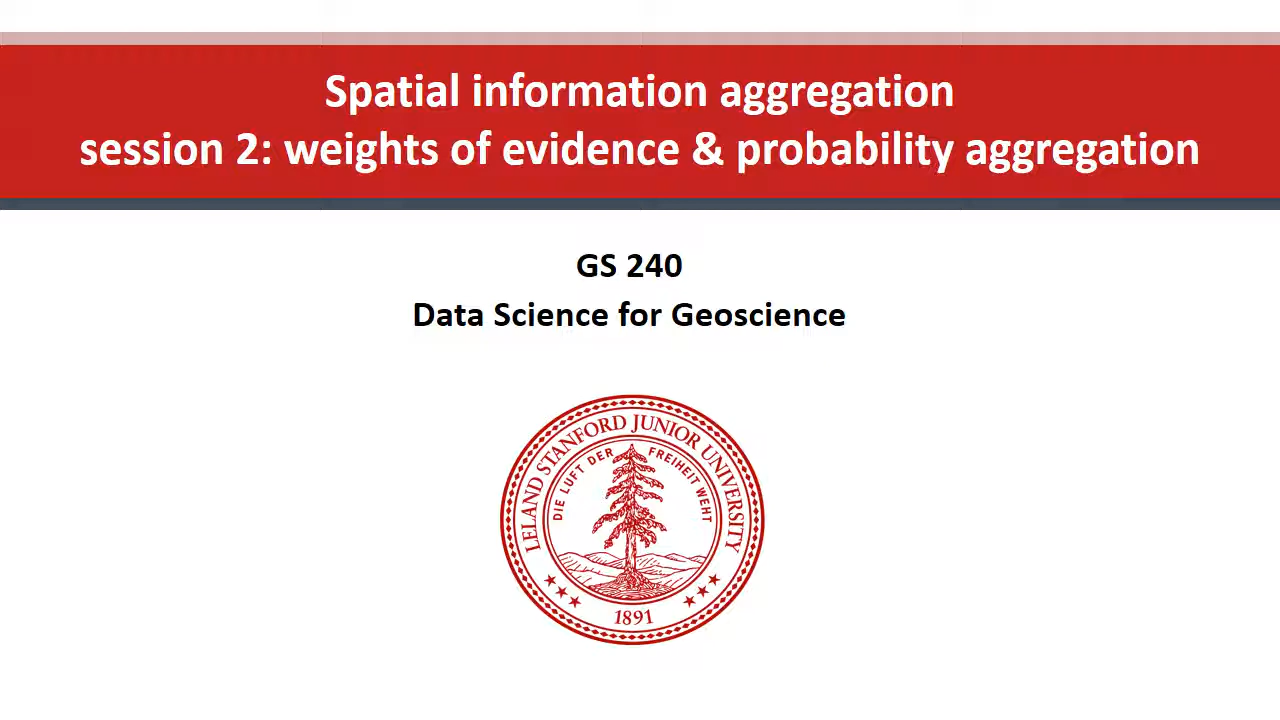 Spatial information aggregation
session 2: weights of evidence & probability aggregation
GS 240
Data Science for Geoscience
LELAND STANFORD JUNIOR UNIVERSITY
DIE LUFT DER FREIHEIT WEHT
1891